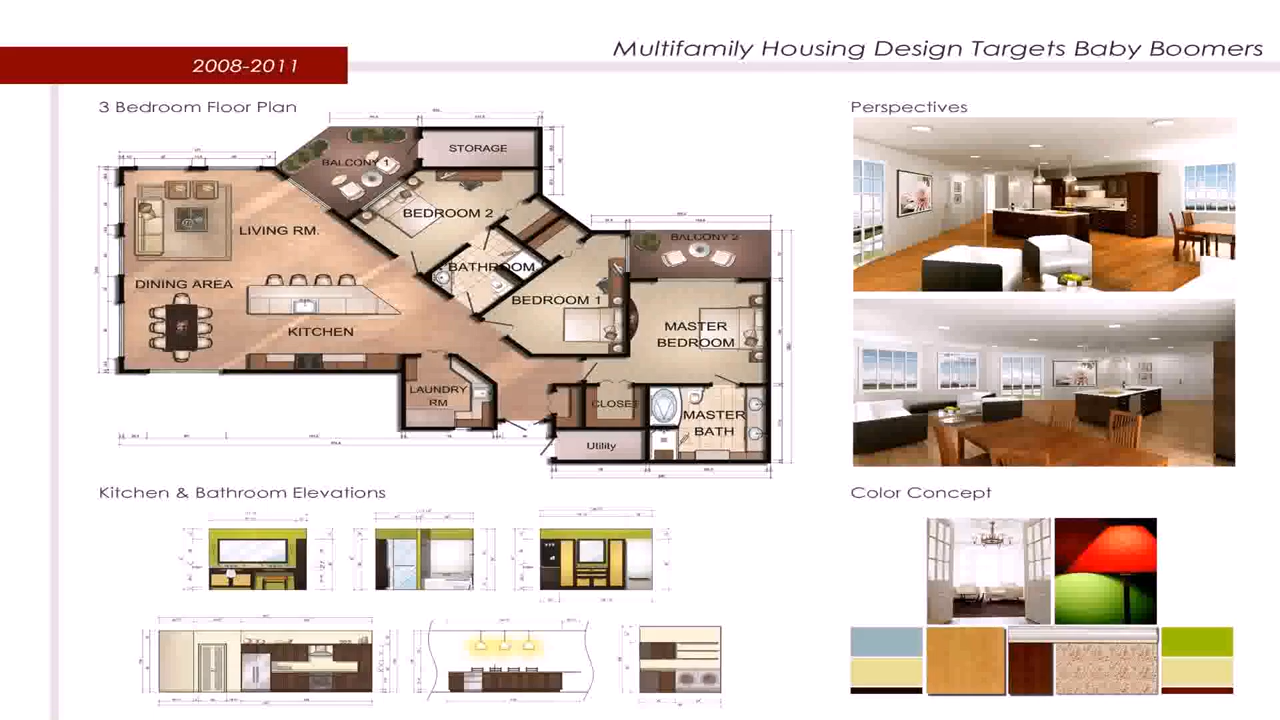 Multifamily Housing Design Targets Baby Boomers
2008-2011
3 Bedroom Floor Plan
Perspectives
STORAGE
BALCONY 1
BEDROOM 2
LIVING RM.
BALCONY 2
BATHROOM
DINING AREA
BEDROOM 1
KITCHEN
MASTER
BEDROOM
LAUNDRY
RM
CLOSET
MASTER
BATH
Utility
Kitchen & Bathroom Elevations
Color Concept